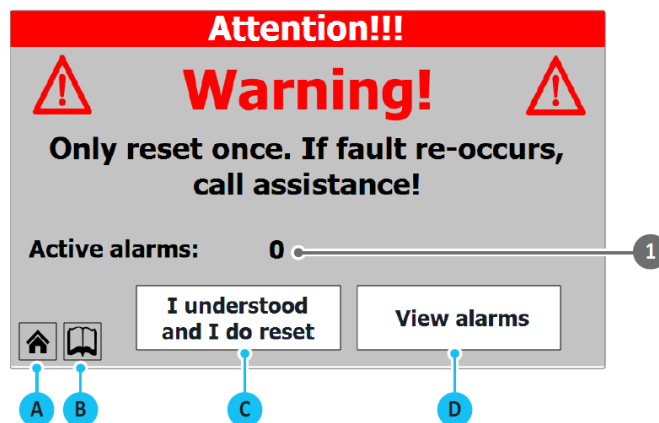 Attention!!!
Warning!
Only reset once. If fault re-occurs,
call assistance!
Active alarms: 0
1
I understood
and I do reset
View alarms
A
B
C
D